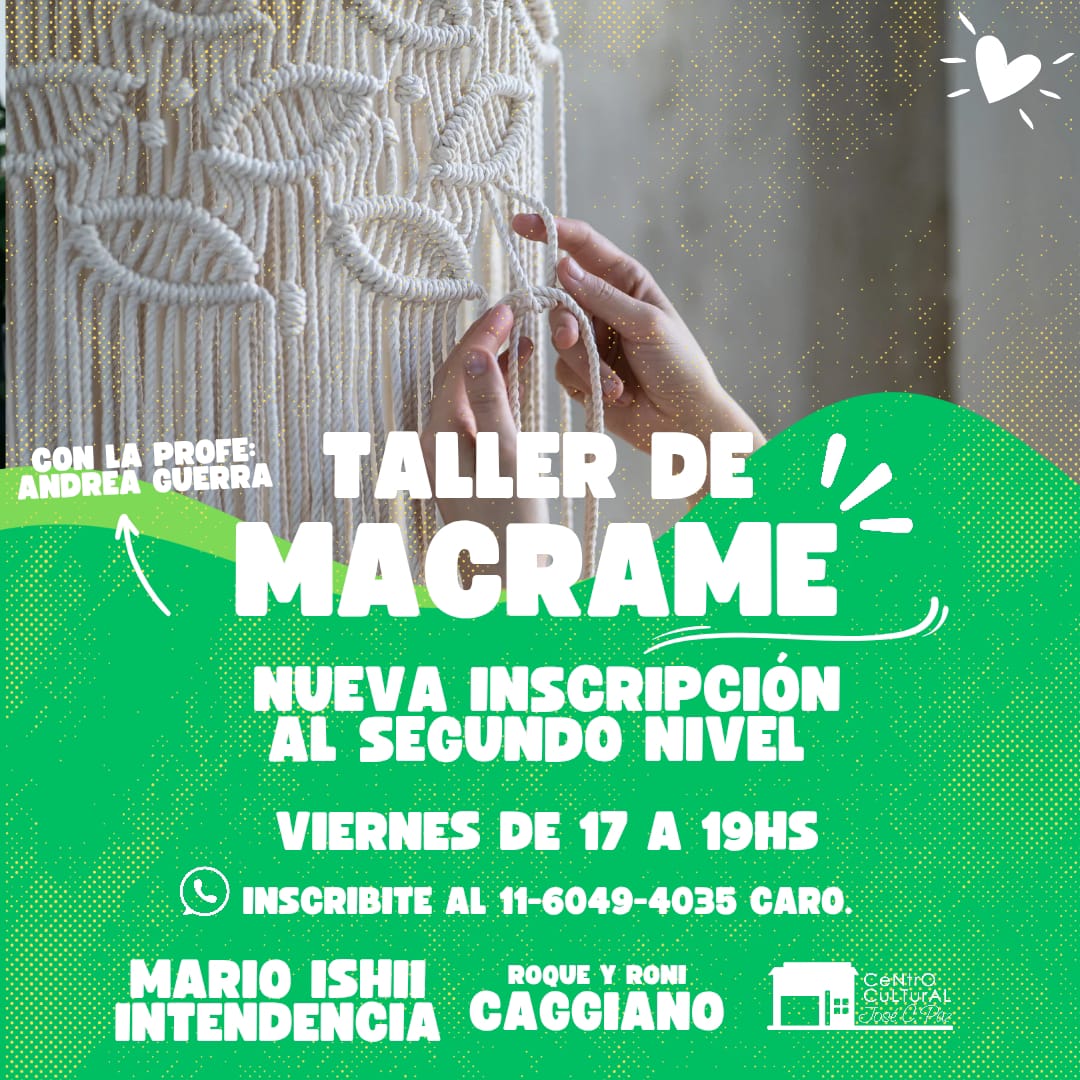 CON LA PROFE:
ANDREA GUERRA
TALLER DE
MACRAME
NUEVA INSCRIPCIÓN
AL SEGUNDO NIVEL
VIERNES DE 17 A 19HS
INSCRIBITE AL 11-6049-4035 CARO.
MARIO ISHII
INTENDENCIA
ROQUE Y RONI
CAGGIANO
CeNtrO
CULtURAL
José C. Paz